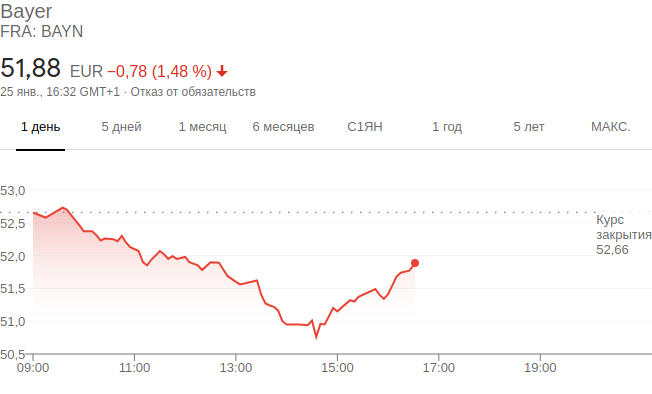 Bayer
FRA: BAYN
51,88 EUR −0,78 (1,48 %)
25 янв., 16:32 GMT+1 · Отказ от обязательств
1 день 5 дней 1 месяц 6 месяцев С1ЯН 1 год 5 лет МАКС.
53,0
52,5
52,0
51,5
51,0
50,5
Курс
закрытия
52,66
09:00 11:00 13:00 15:00 17:00 19:00